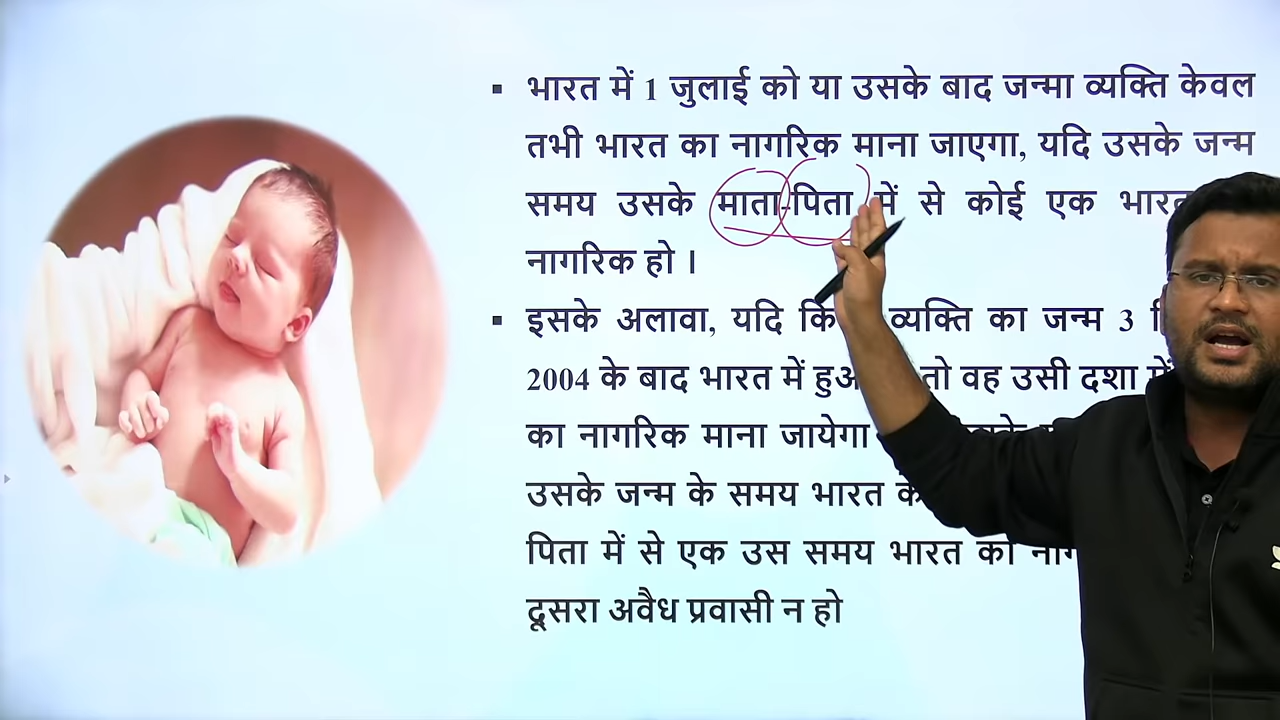 ▪ भारत में 1 जुलाई को या उसके बाद जन्मा व्यक्ति केवल
तभी भारत का नागरिक माना जाएगा, यदि उसके जन्म
समय उसके माता-पिता में से कोई एक
नागरिक हो ।
▪ इसके अलावा, यदि व्यक्ति का जन्म 3
2004 के बाद भारत में तो वह उसी दशा में
का नागरिक माना जायेगा
उसके जन्म के समय भारत के
पिता में से एक उस समय भारत का
दूसरा अवैध प्रवासी न हो